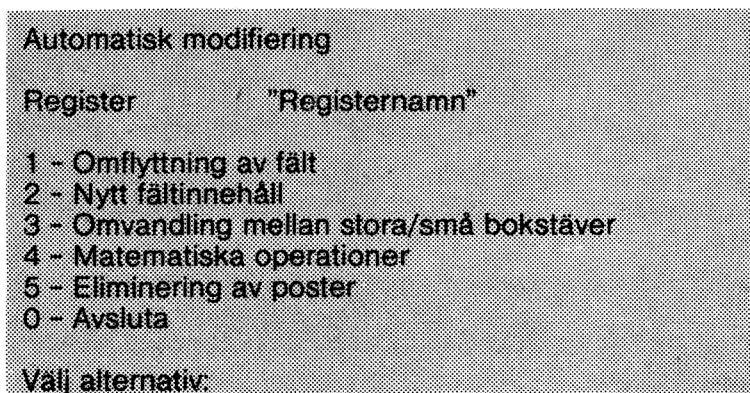 Automatisk modifiering
Register "Registernamn"
1 - Omflyttning av fält
2 - Nytt fältinnehåll
3 - Omvandling mellan stora/små bokstäver
4 - Matematiska operationer
5 - Eliminering av poster
0 - Avsluta
Välj alternativ: